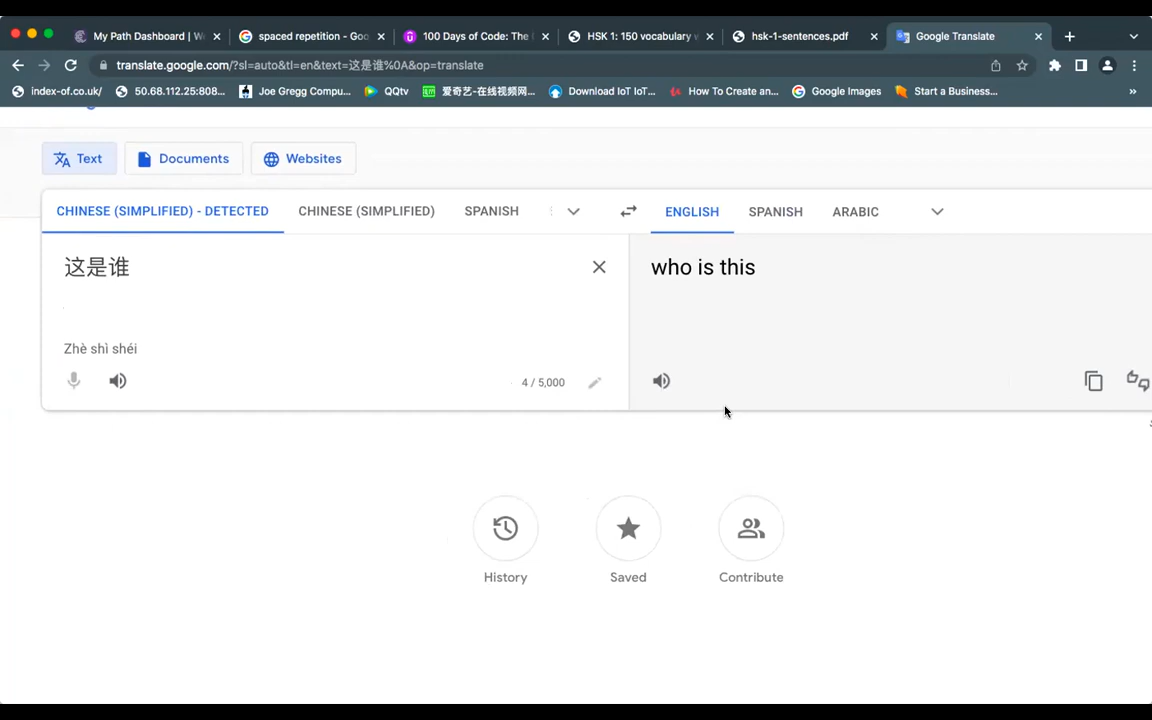 My Path Dashboard | W
spaced repetition - Goo
100 Days of Code: The
HSK 1: 150 vocabulary
hsk-1-sentences.pdf
Google Translate
translate.google.com/?sl=auto&tl=en&text=这是谁%0A&op=translate
index-of.co.uk/
50.68.112.25:808...
Joe Gregg Compu...
QQtv
爱奇艺-在线视频网...
Download IoT IoT...
How To Create an...
Google Images
Start a Business...
»
Text
Documents
Websites
CHINESE (SIMPLIFIED) - DETECTED
CHINESE (SIMPLIFIED)
SPANISH
ENGLISH
SPANISH
ARABIC
这是谁
who is this
Zhè shì shéi
4 / 5,000
History
Saved
Contribute